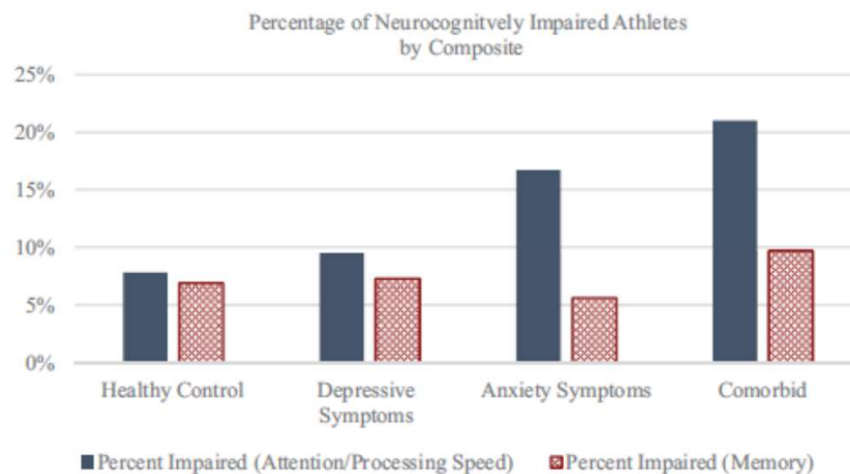 Percentage of Neurocognitvely Impaired Athletes
by Composite
25%
20%
15%
10%
5%
0%
Healthy Control
Depressive
Symptoms
Anxiety Symptoms
Comorbid
Percent Impaired (Attention/Processing Speed)
Percent Impaired (Memory)